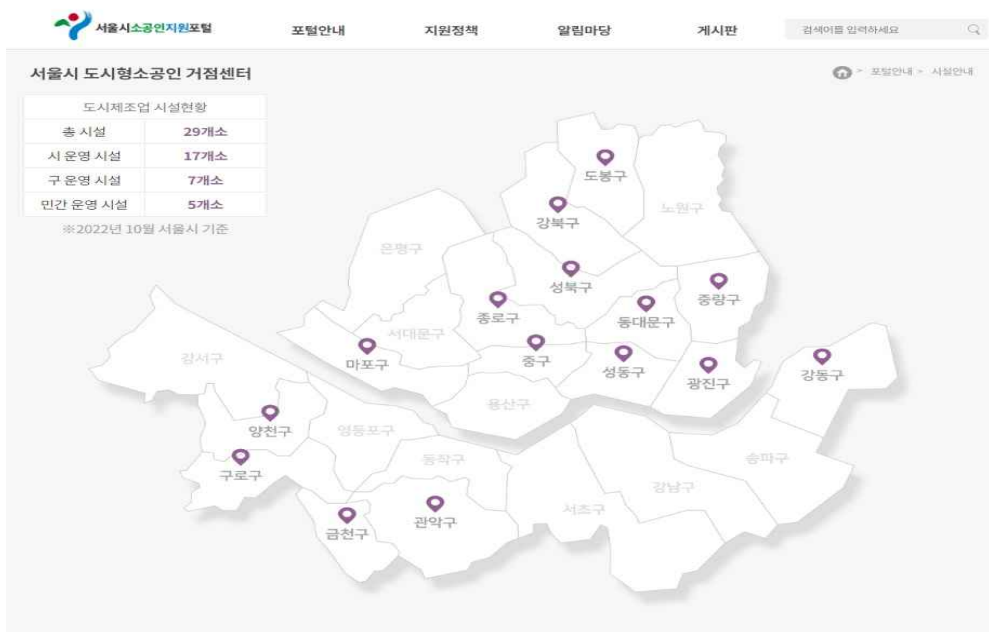 서울시소공인지원포털
포털안내 지원정책 알림마당 게시판 검색어를 입력하세요
서울시 도시형소공인 거점센터
> 포털안내 > 시설안내
도시제조업 시설현황
총 시설 29개소
시 운영 시설 17개소
구 운영 시설 7개소
민간 운영 시설 5개소
※2022년 10월 서울시 기준
도봉구
노원구
강북구
은평구
성북구
중랑구
종로구
동대문구
서대문구
강서구
마포구
중구
성동구
광진구
강동구
용산구
양천구
영등포구
동작구
송파구
구로구
강남구
서초구
관악구
금천구